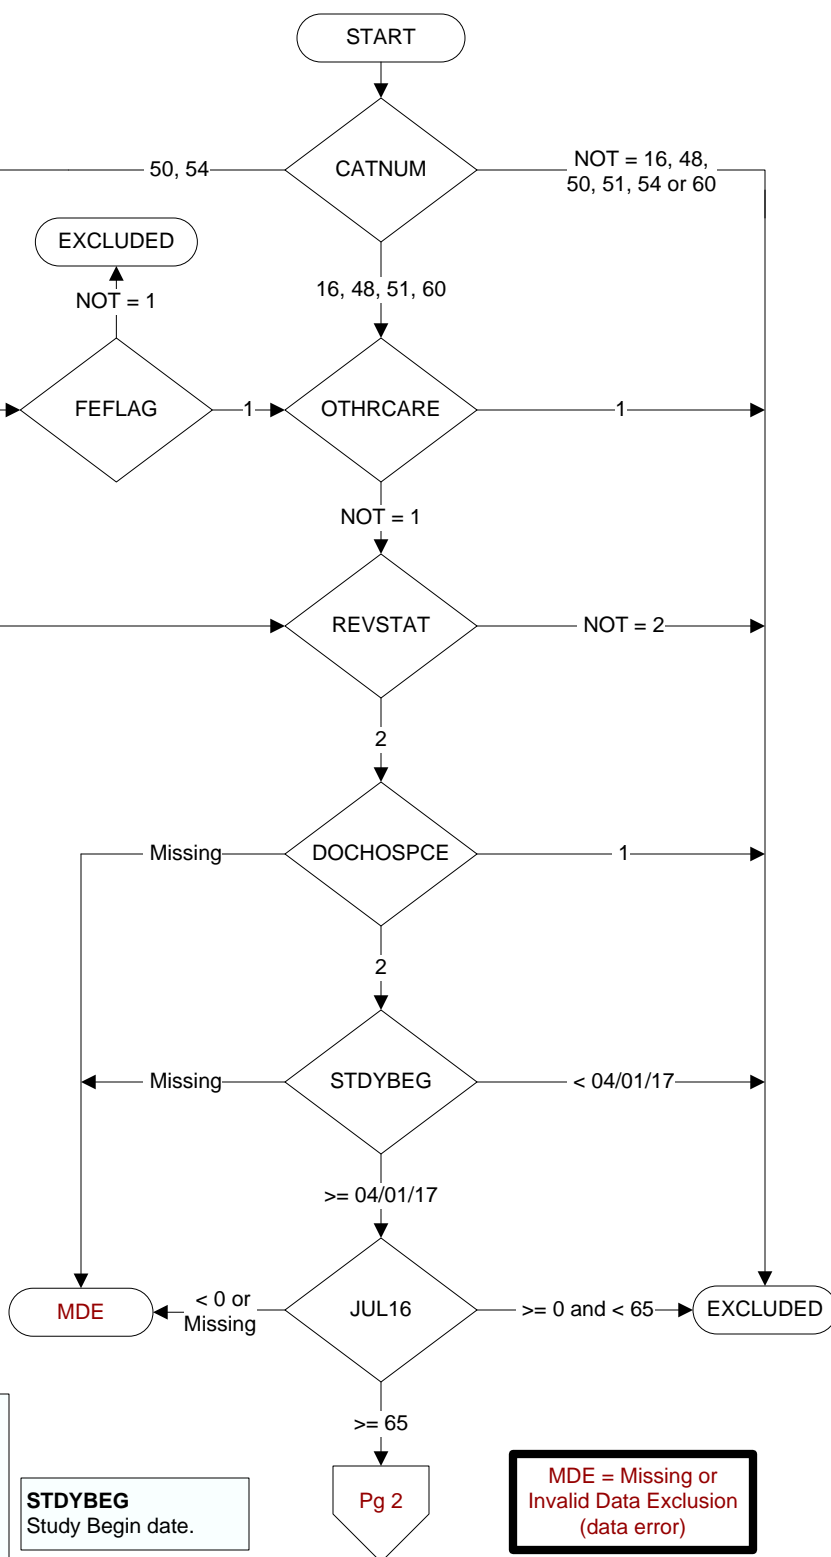 START
CATNUM
50, 54
NOT = 16, 48,
50, 51, 54 or 60
EXCLUDED
NOT = 1
16, 48, 51, 60
FEFLAG
1
OTHRCARE
1
NOT = 1
REVSTAT
NOT = 2
2
Missing
DOCHOSPCE
1
2
Missing
STDYBEG
< 04/01/17
>= 04/01/17
MDE
< 0 or
Missing
JUL16
>= 0 and < 65
EXCLUDED
>= 65
Pg 2
STDYBEG
Study Begin date.
MDE = Missing or
Invalid Data Exclusion
(data error)